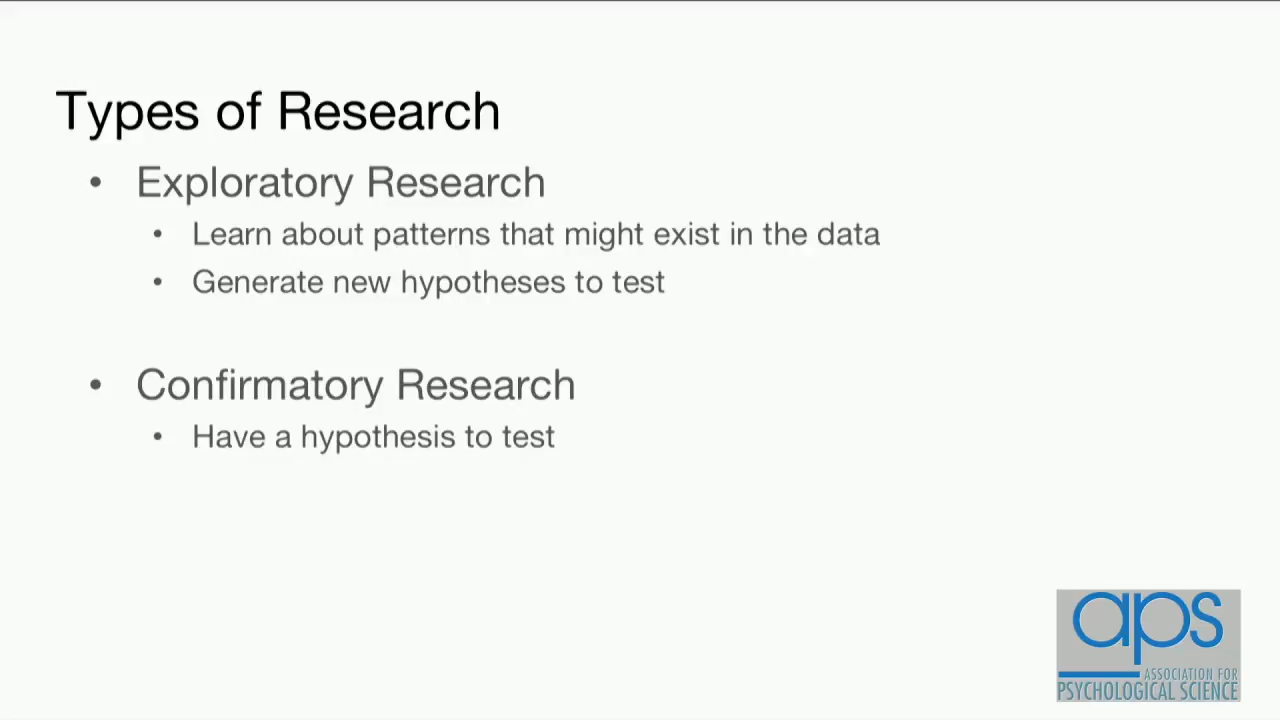 Types of Research
• Exploratory Research
• Learn about patterns that might exist in the data
• Generate new hypotheses to test
• Confirmatory Research
• Have a hypothesis to test
aps
ASSOCIATION FOR
PSYCHOLOGICAL SCIENCE